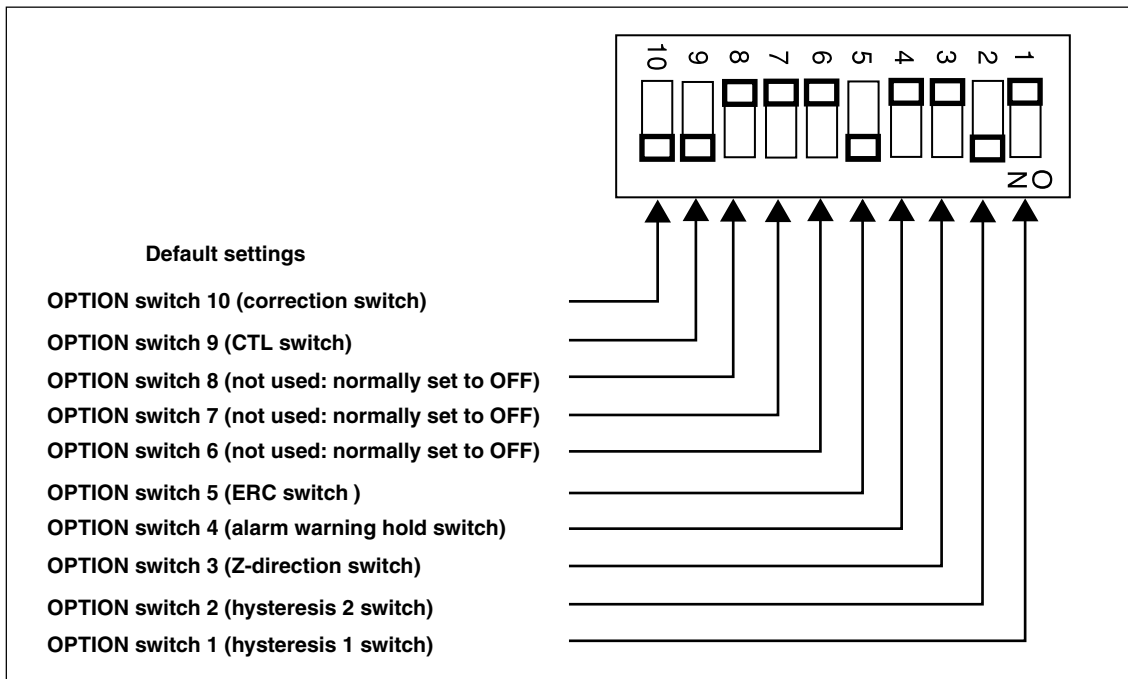 10 9 8 7 6 5 4 3 2 1
ON
Default settings
OPTION switch 10 (correction switch)
OPTION switch 9 (CTL switch)
OPTION switch 8 (not used: normally set to OFF)
OPTION switch 7 (not used: normally set to OFF)
OPTION switch 6 (not used: normally set to OFF)
OPTION switch 5 (ERC switch )
OPTION switch 4 (alarm warning hold switch)
OPTION switch 3 (Z-direction switch)
OPTION switch 2 (hysteresis 2 switch)
OPTION switch 1 (hysteresis 1 switch)